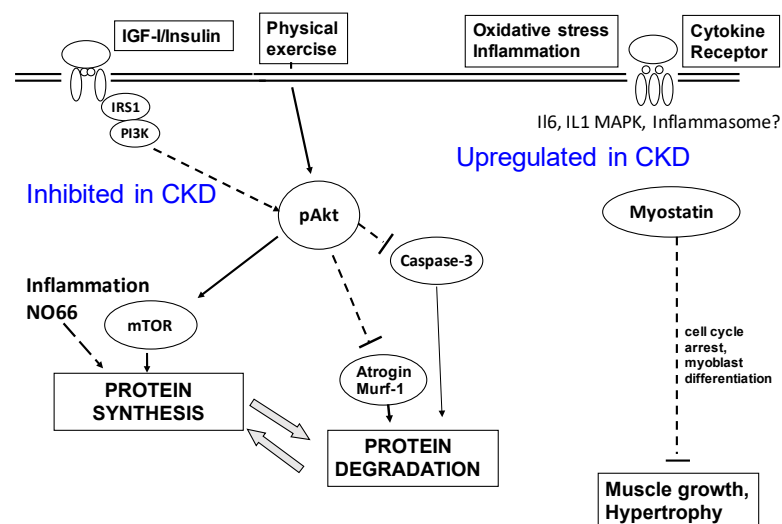 IGF-I/Insulin
Physical
exercise
Oxidative stress
Inflammation
Cytokine
Receptor
IRS1
PI3K
Il6, IL1 MAPK, Inflammasome?
Upregulated in CKD
Inhibited in CKD
pAkt
Myostatin
Caspase-3
Inflammation
NO66
mTOR
cell cycle
arrest,
myoblast
differentiation
Atrogin
Murf-1
PROTEIN
SYNTHESIS
PROTEIN
DEGRADATION
Muscle growth,
Hypertrophy